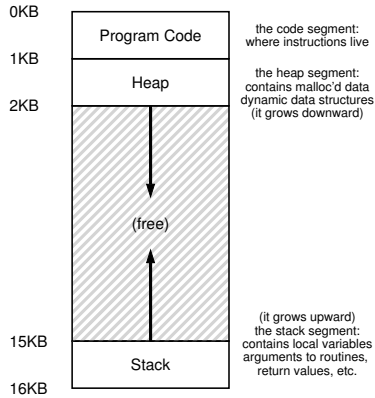 0KB
Program Code
the code segment:
where instructions live
1KB
Heap
the heap segment:
contains malloc'd data
dynamic data structures
(it grows downward)
2KB
(free)
(it grows upward)
the stack segment:
contains local variables
arguments to routines,
return values, etc.
15KB
Stack
16KB